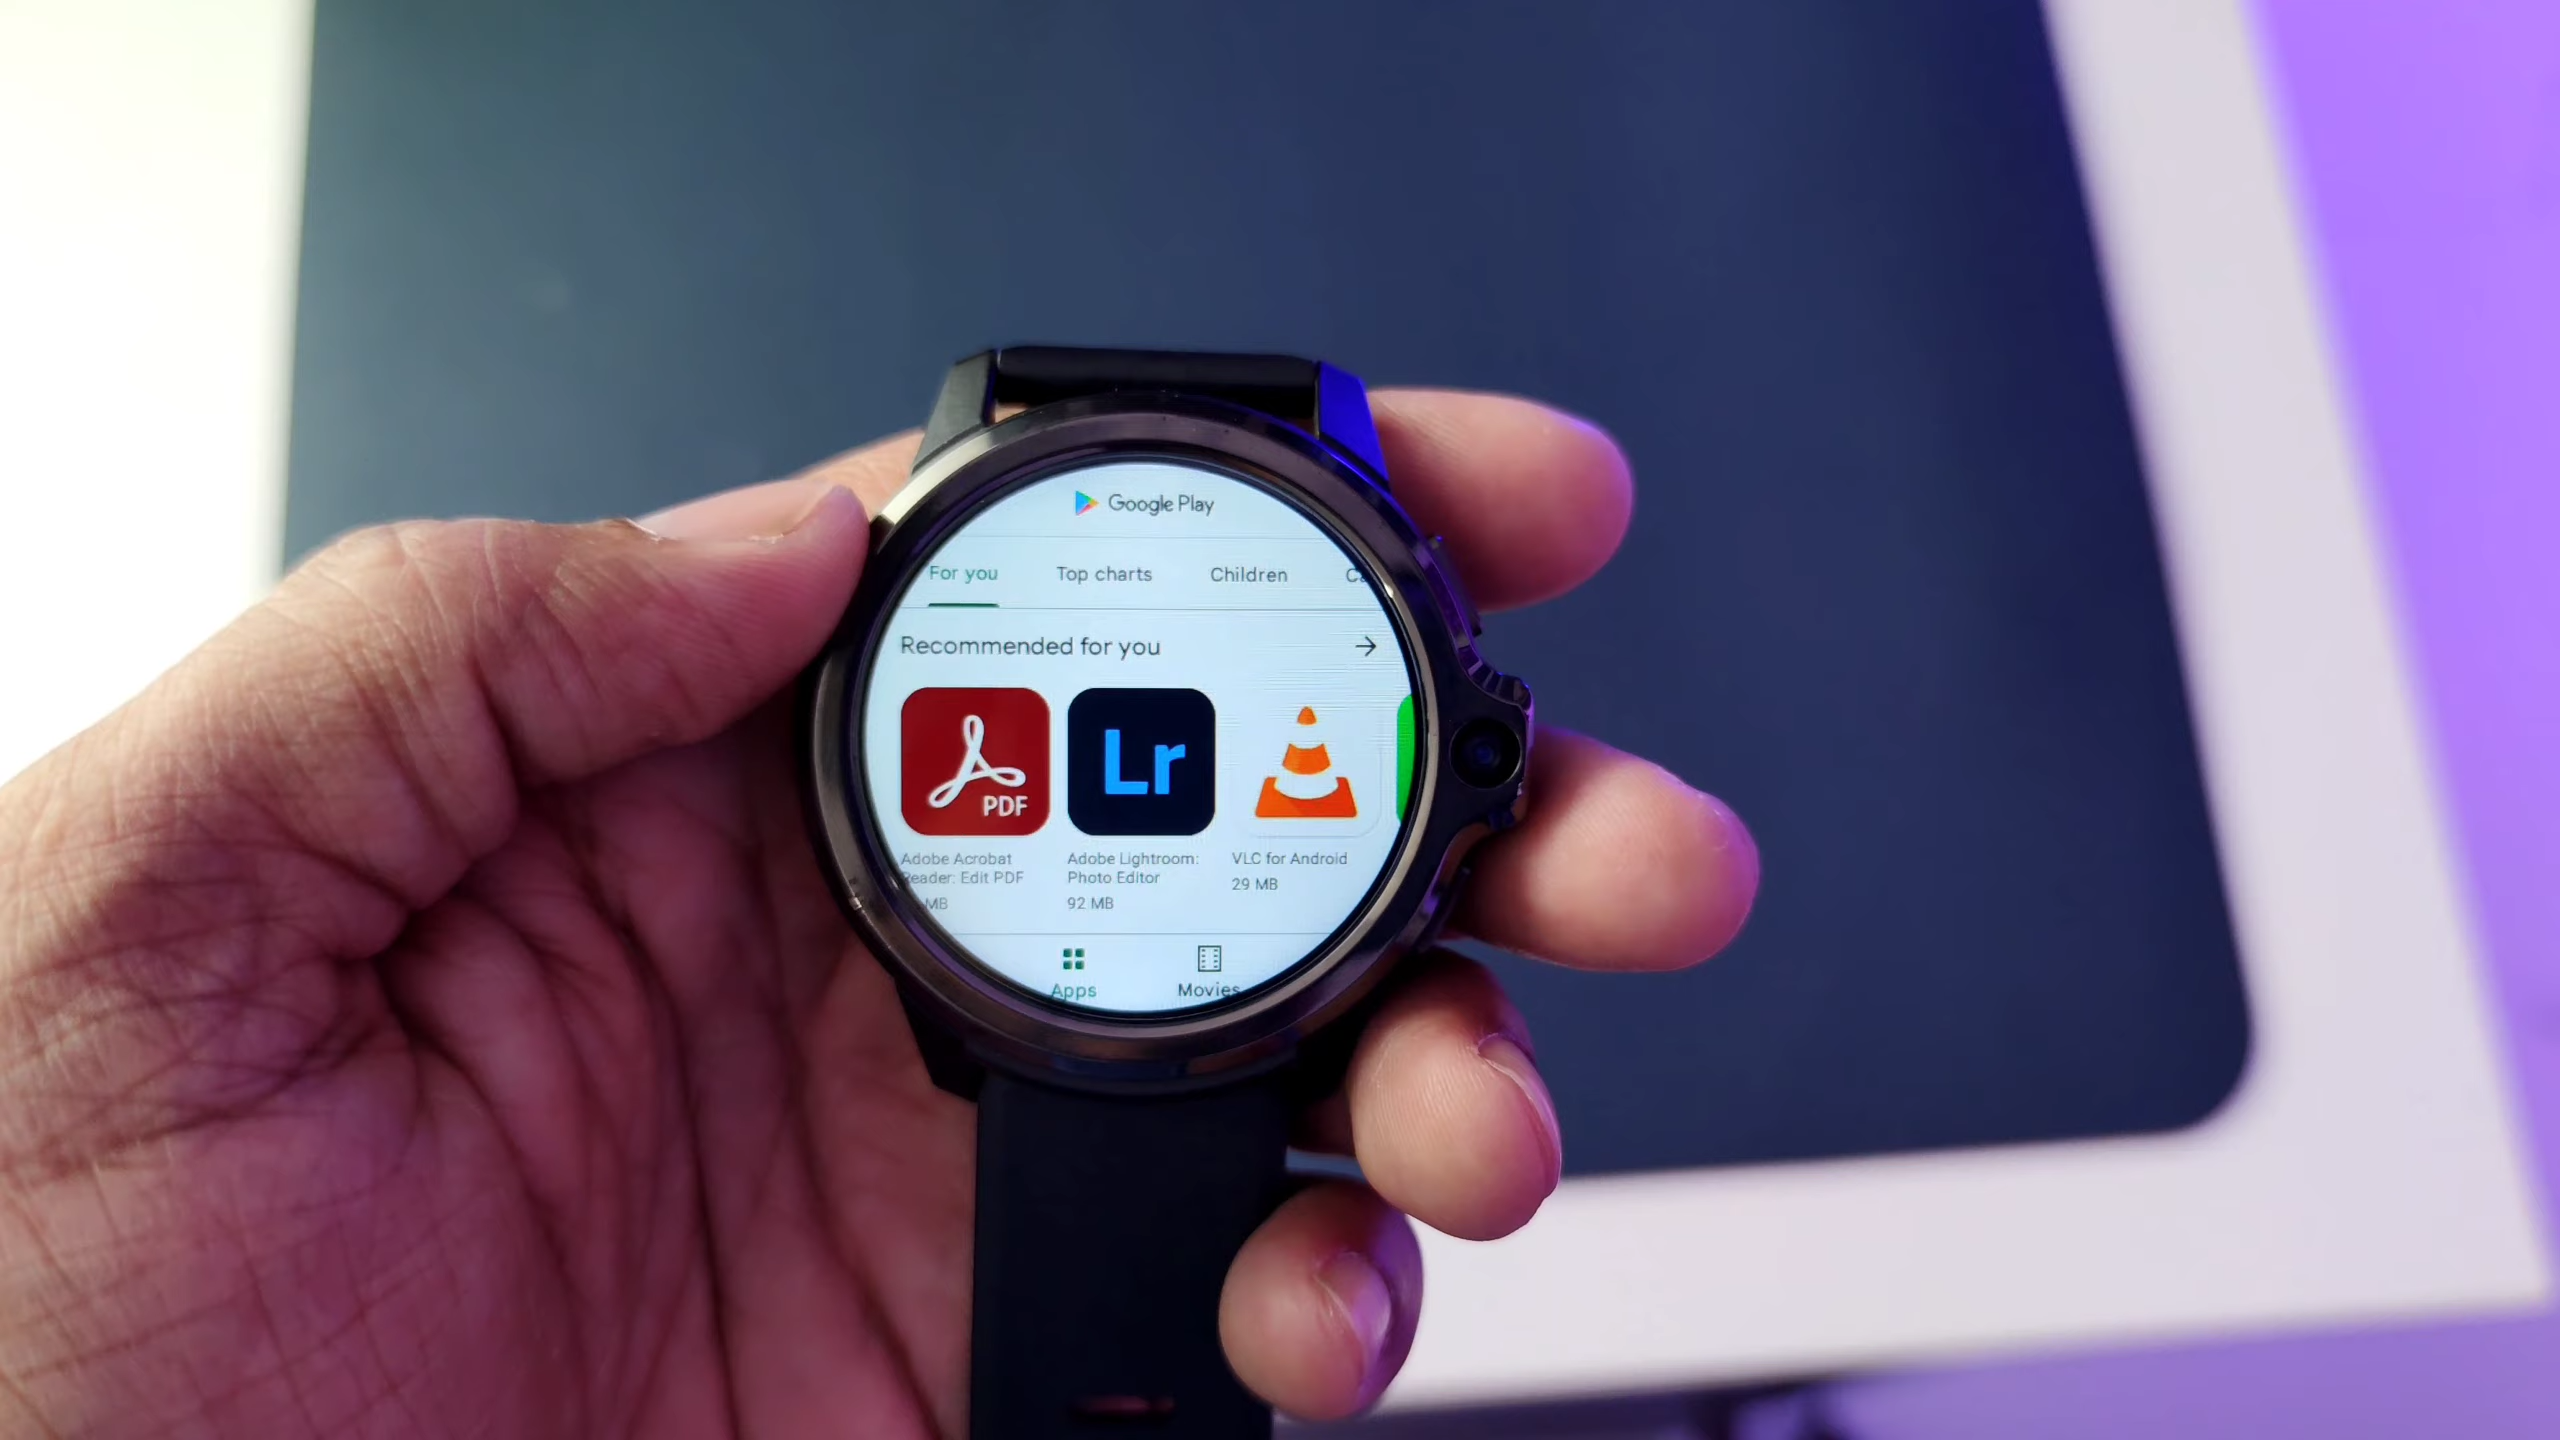 Google Play
For you Top charts Children
Recommended for you
PDF Lr
Adobe Acrobat Adobe Lightroom: VLC for Android
Reader: Edit PDF Photo Editor 29 MB
MB 92 MB
Apps Movies